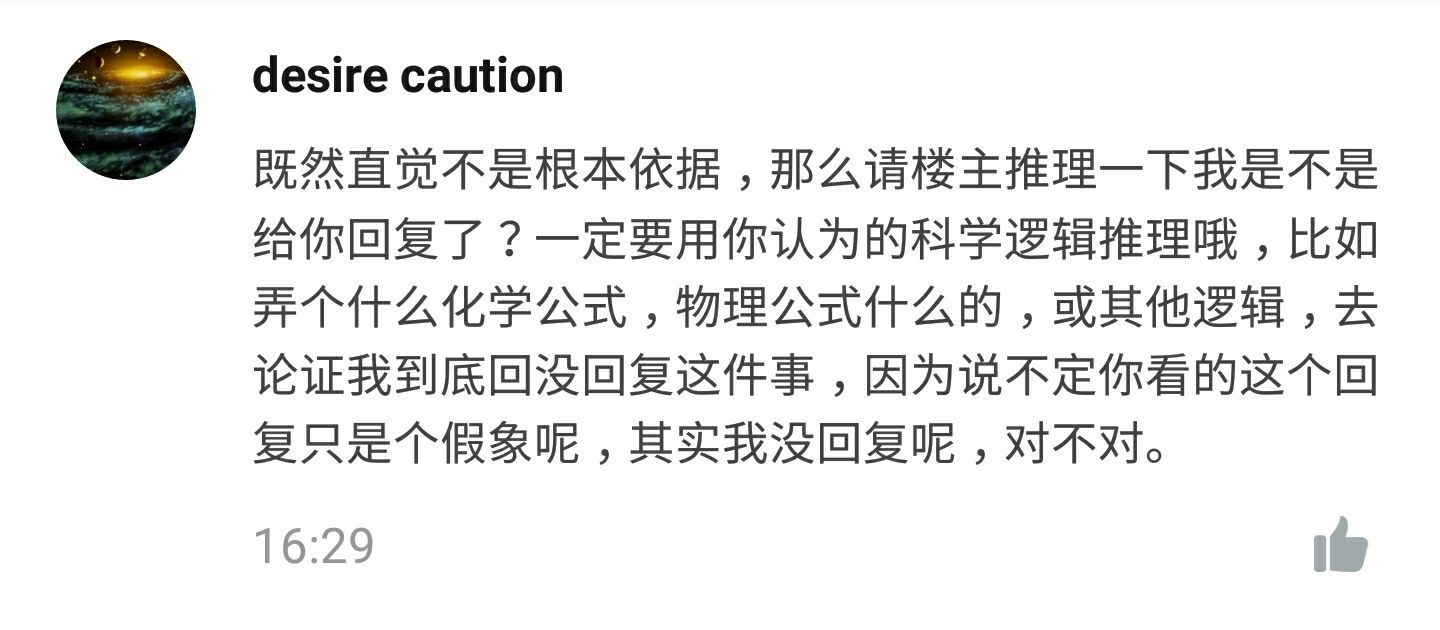 desire caution
既然直觉不是根本依据，那么请楼主推理一下我是不是
给你回复了？一定要用你认为的科学逻辑推理哦，比如
弄个什么化学公式，物理公式什么的，或其他逻辑，去
论证我到底回没回复这件事，因为说不定你看的这个回
复只是个假象呢，其实我没回复呢，对不对。
16:29